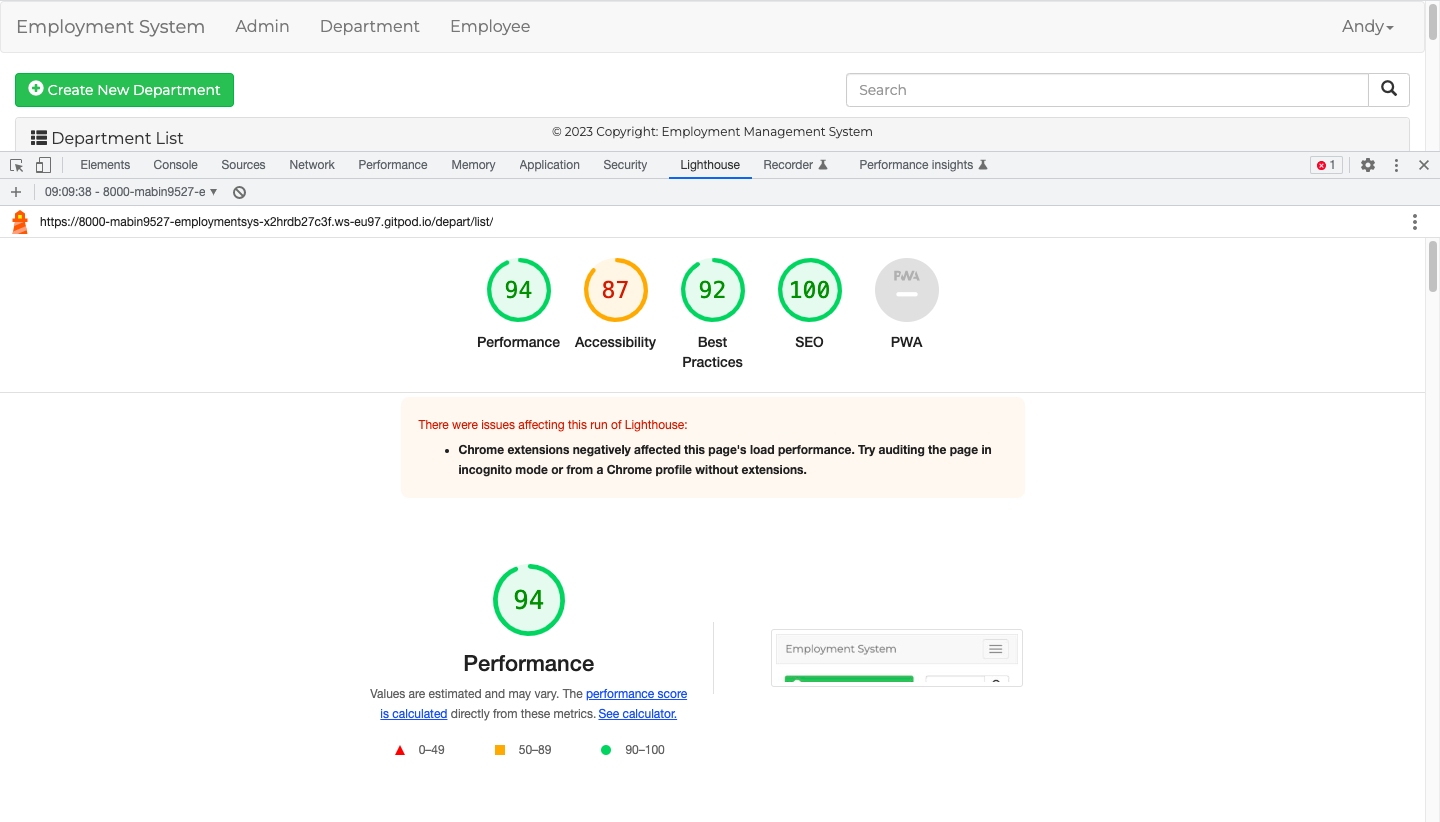 Employment System Admin Department Employee Andy
Create New Department Search
Department List © 2023 Copyright: Employment Management System
Elements Console Sources Network Performance Memory Application Security Lighthouse Recorder Performance insights 1
09:09:38 - 8000-mabin9527-e
https://8000-mabin9527-employmentsys-x2hrdb27c3f.ws-eu97.gitpod.io/depart/list/
94 87 92 100 PWA
Performance Accessibility Best Practices SEO PWA
There were issues affecting this run of Lighthouse:
• Chrome extensions negatively affected this page's load performance. Try auditing the page in
incognito mode or from a Chrome profile without extensions.
94
Performance
Values are estimated and may vary. The performance score
is calculated directly from these metrics. See calculator.
0–49 50–89 90–100
Employment System